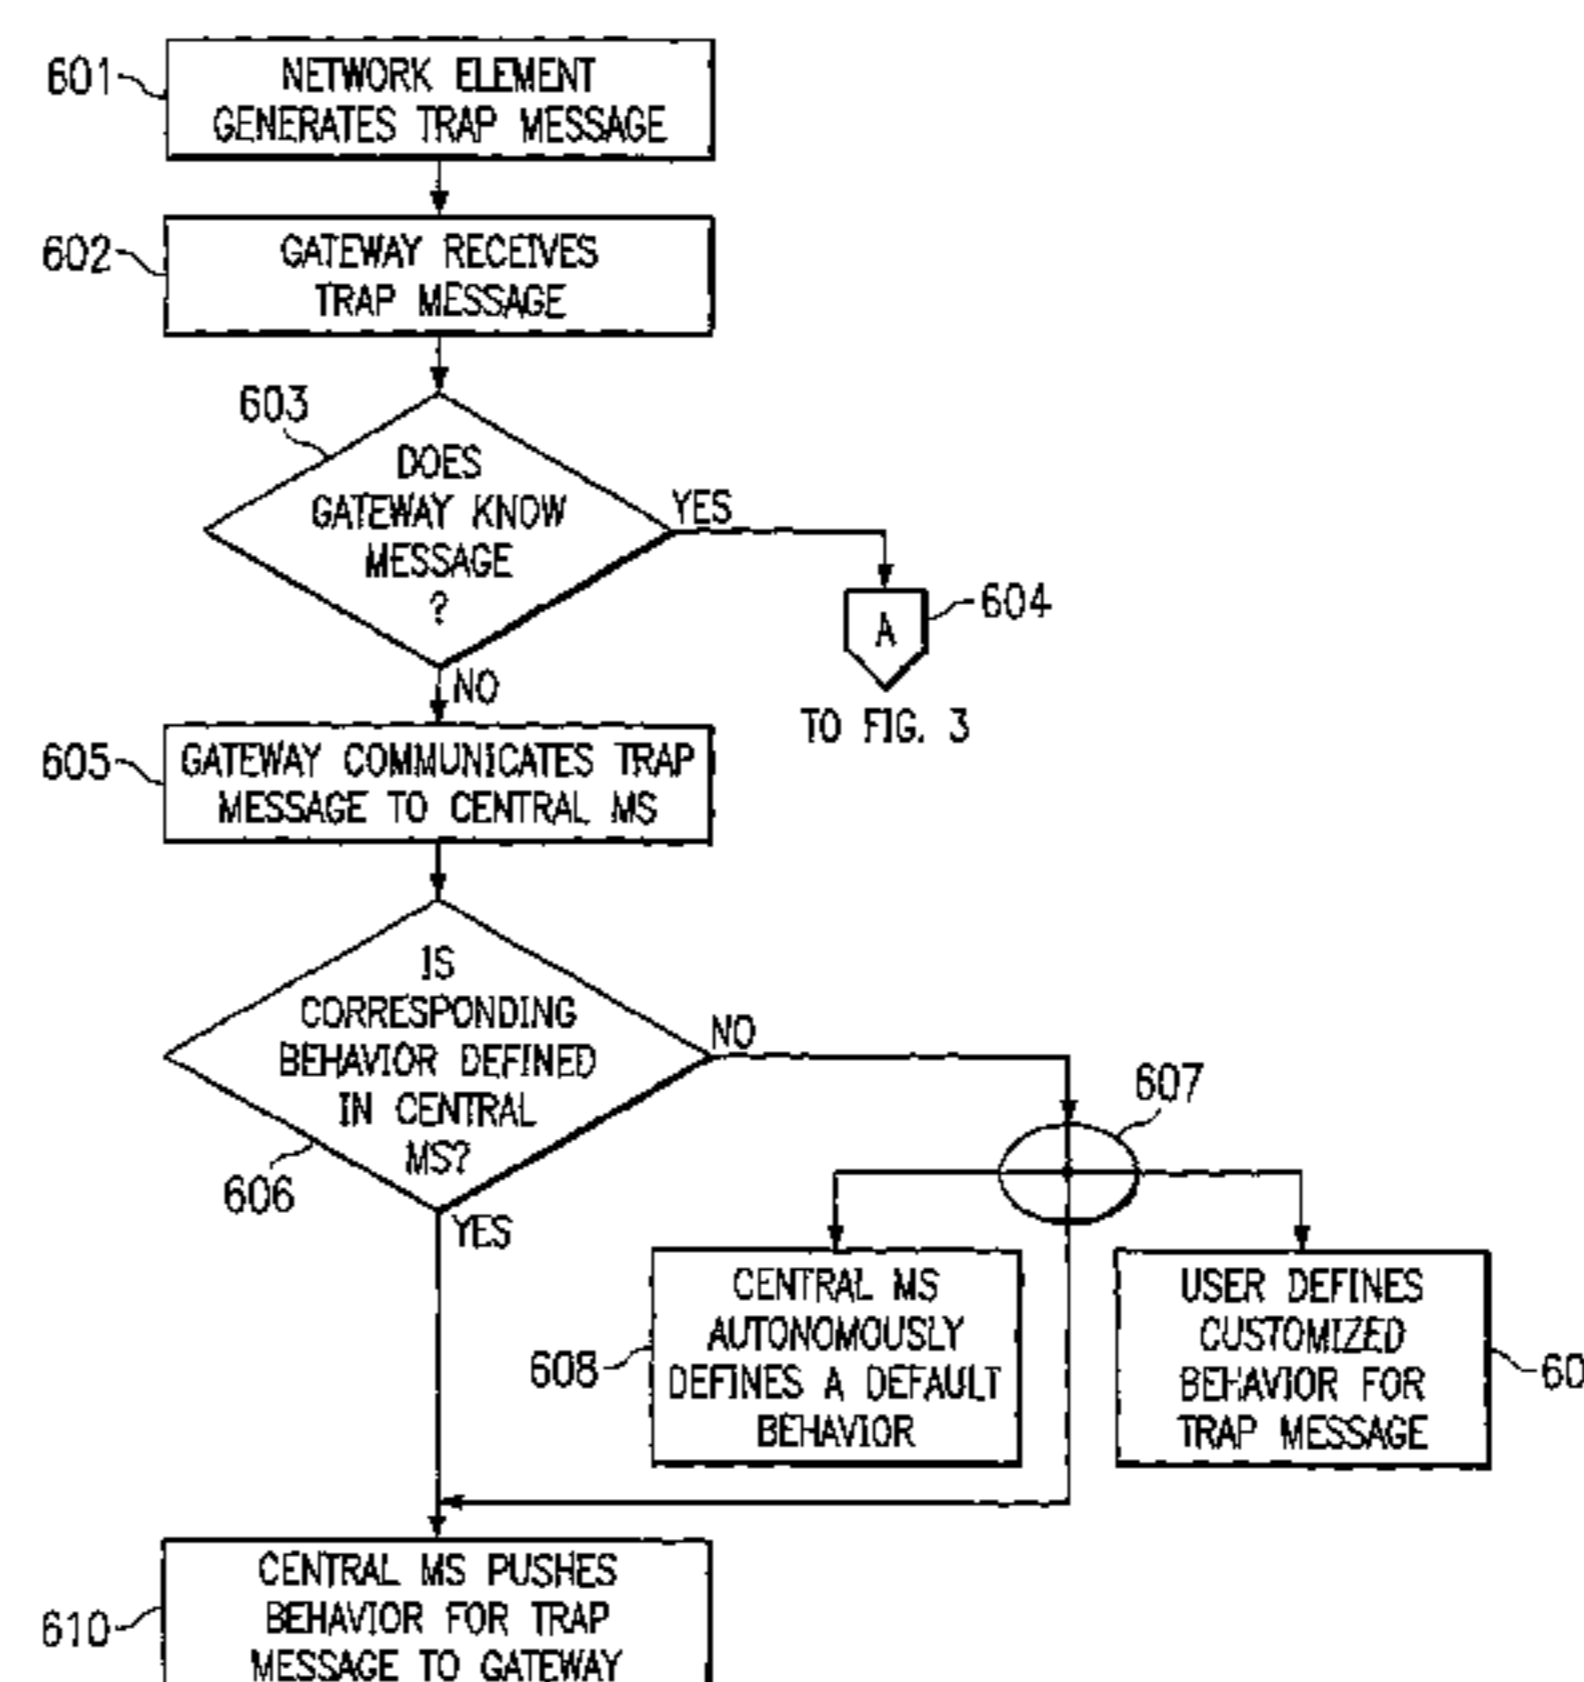 601
NETWORK ELEMENT
GENERATES TRAP MESSAGE
602
GATEWAY RECEIVES
TRAP MESSAGE
603
DOES
GATEWAY KNOW
MESSAGE
?
YES
NO
A
604
TO FIG. 3
605
GATEWAY COMMUNICATES TRAP
MESSAGE TO CENTRAL MS
IS
CORRESPONDING
BEHAVIOR DEFINED
IN CENTRAL
MS?
606
NO
YES
607
608
CENTRAL MS
AUTONOMOUSLY
DEFINES A DEFAULT
BEHAVIOR
USER DEFINES
CUSTOMIZED
BEHAVIOR FOR
TRAP MESSAGE
60
610
CENTRAL MS PUSHES
BEHAVIOR FOR TRAP
MESSAGE TO GATEWAY